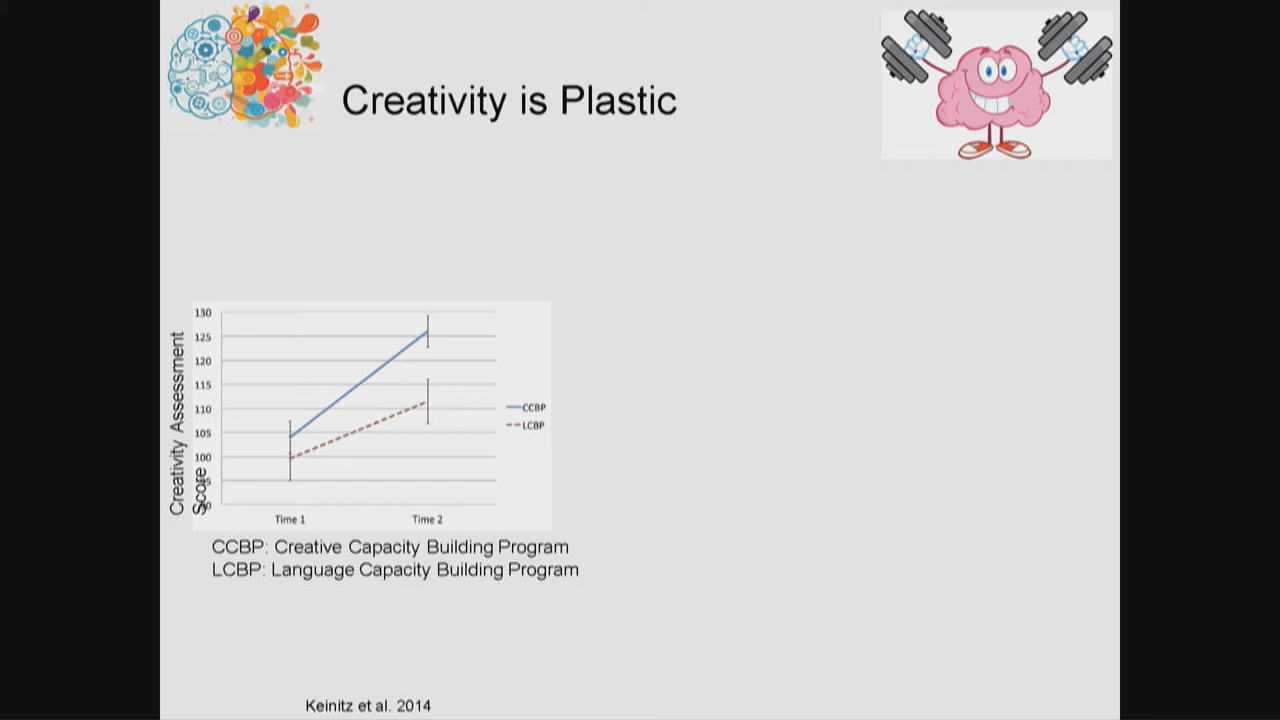 Creativity is Plastic
Creativity Assessment
Score
130
125
120
115
110
105
100
Time 1
Time 2
CCBP
LCBP
CCBP: Creative Capacity Building Program
LCBP: Language Capacity Building Program
Keinitz et al. 2014